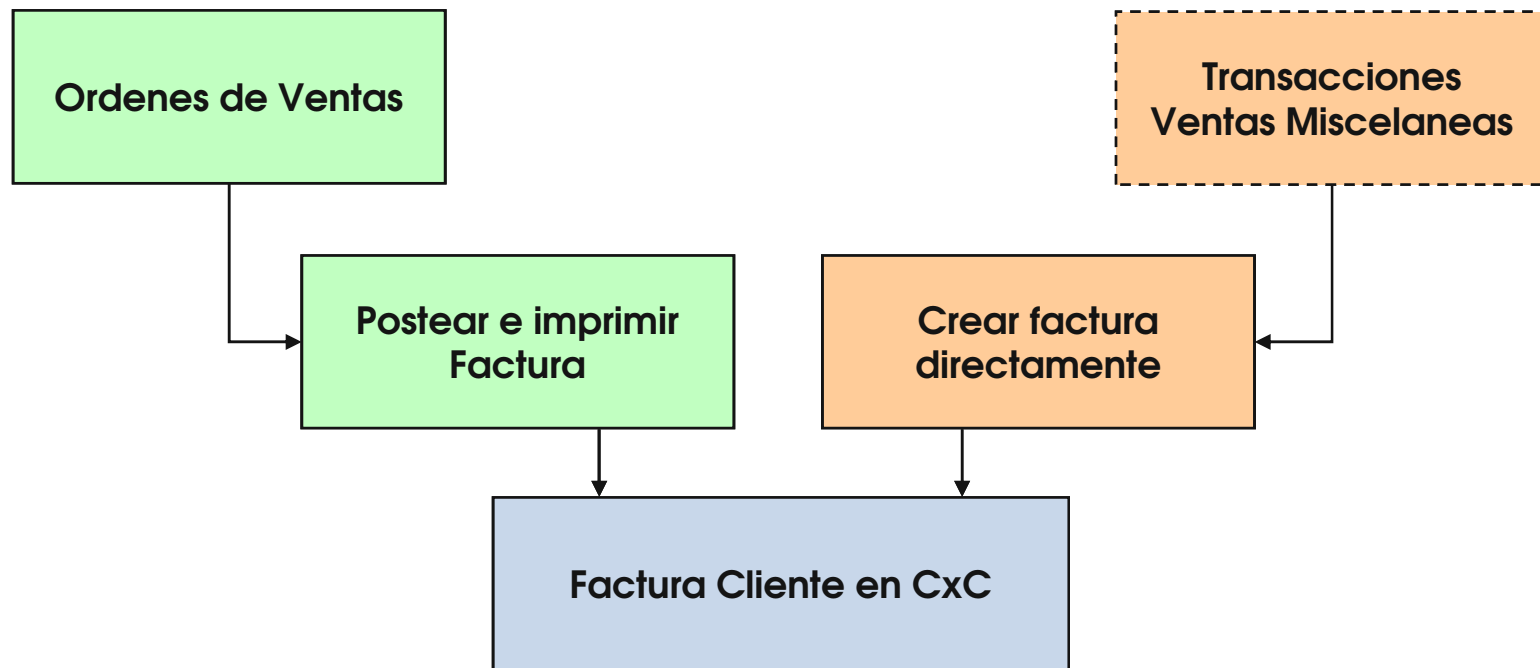 Ordenes de Ventas
Transacciones
Ventas Miscelaneas
Postear e imprimir
Factura
Crear factura
directamente
Factura Cliente en CxC